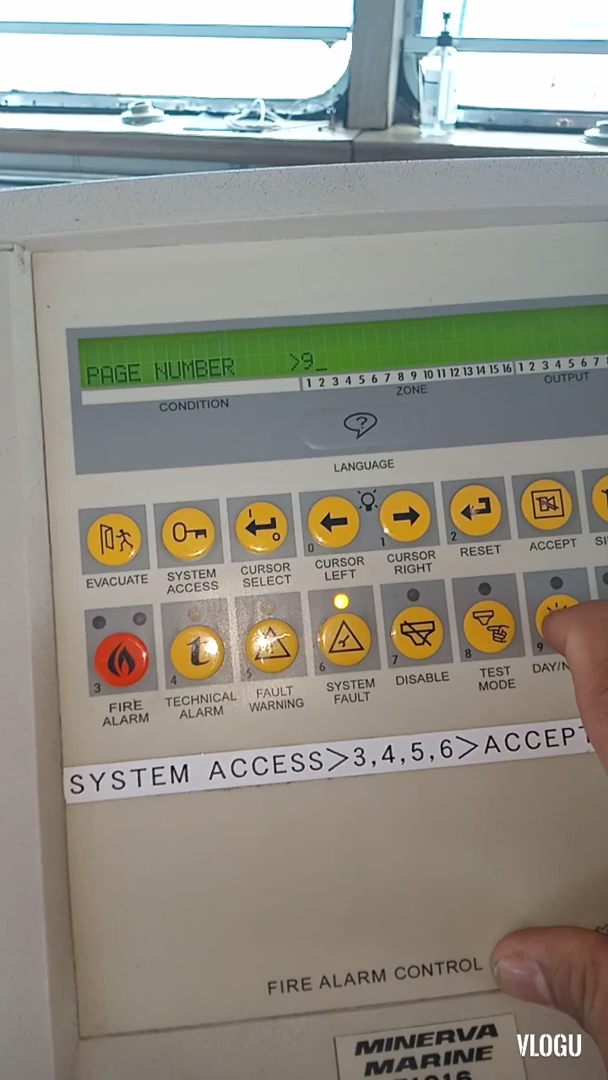 PAGE NUMBER >9_
1 2 3 4 5 6 7 8 9 10 11 12 13 14 15 16 1 2 3 4 5 6 7
CONDITION ZONE OUTPUT
?
LANGUAGE
0 1 2
EVACUATE SYSTEM ACCESS CURSOR SELECT CURSOR LEFT CURSOR RIGHT RESET ACCEPT
3 4 5 6 7 8 9
FIRE ALARM TECHNICAL ALARM FAULT WARNING SYSTEM FAULT DISABLE TEST MODE DAY/N
SYSTEM ACCESS>3,4,5,6>ACCEPT
FIRE ALARM CONTROL
MINERVA
MARINE
VLOGU